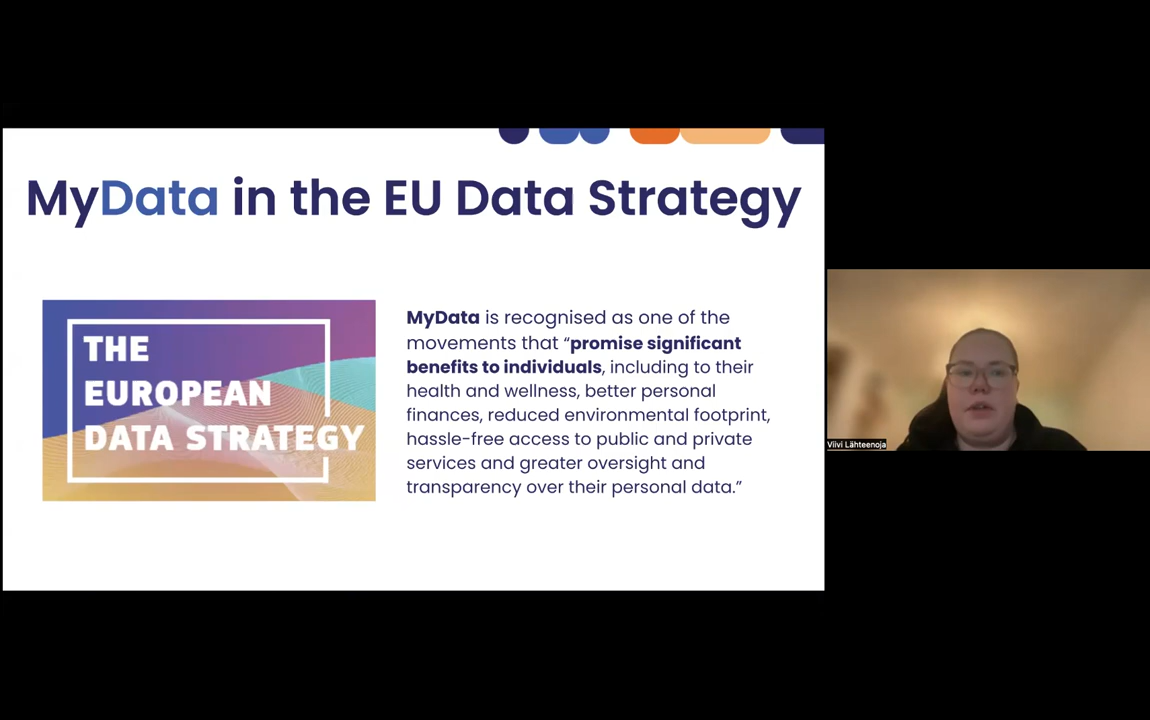 MyData in the EU Data Strategy
THE
EUROPEAN
DATA STRATEGY
MyData is recognised as one of the
movements that “promise significant
benefits to individuals, including to their
health and wellness, better personal
finances, reduced environmental footprint,
hassle-free access to public and private
services and greater oversight and
transparency over their personal data.”
Viivi Lähteenoja